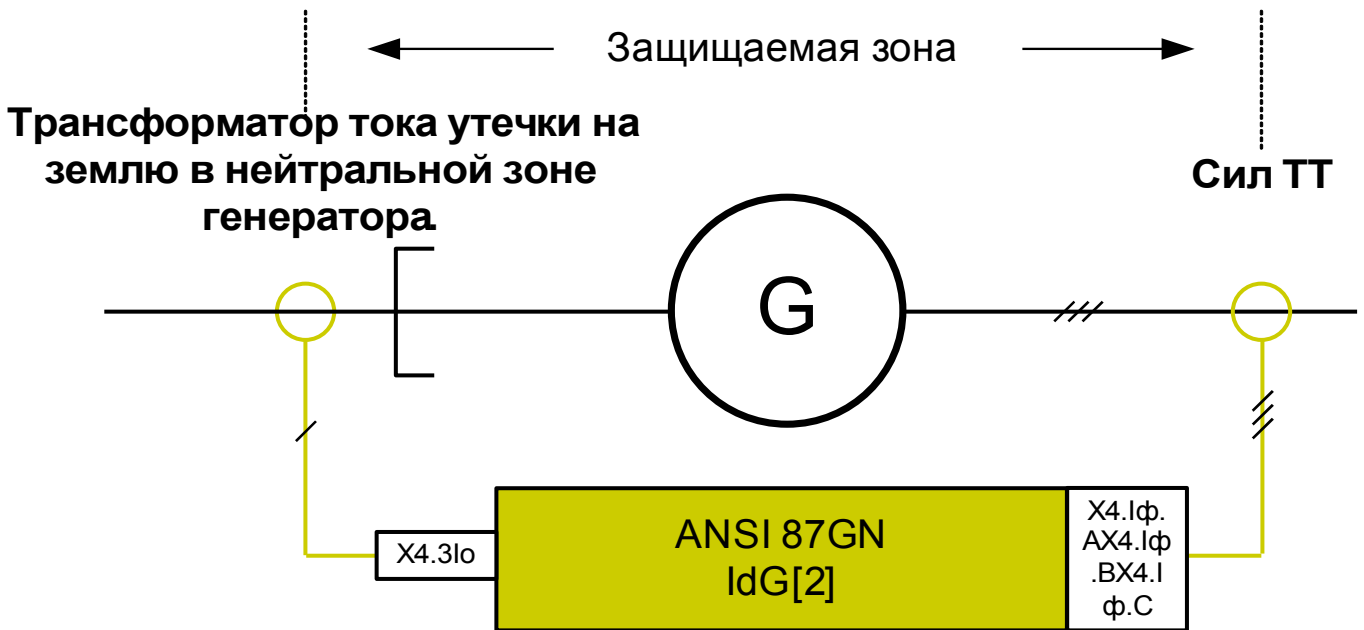 Защищаемая зона
Трансформатор тока утечки на
землю в нейтральной зоне
генератора.
Сил ТТ
G
X4.3Io
ANSI 87GN
IdG[2]
X4.Iф.
AX4.Iф
.BX4.I
ф.C